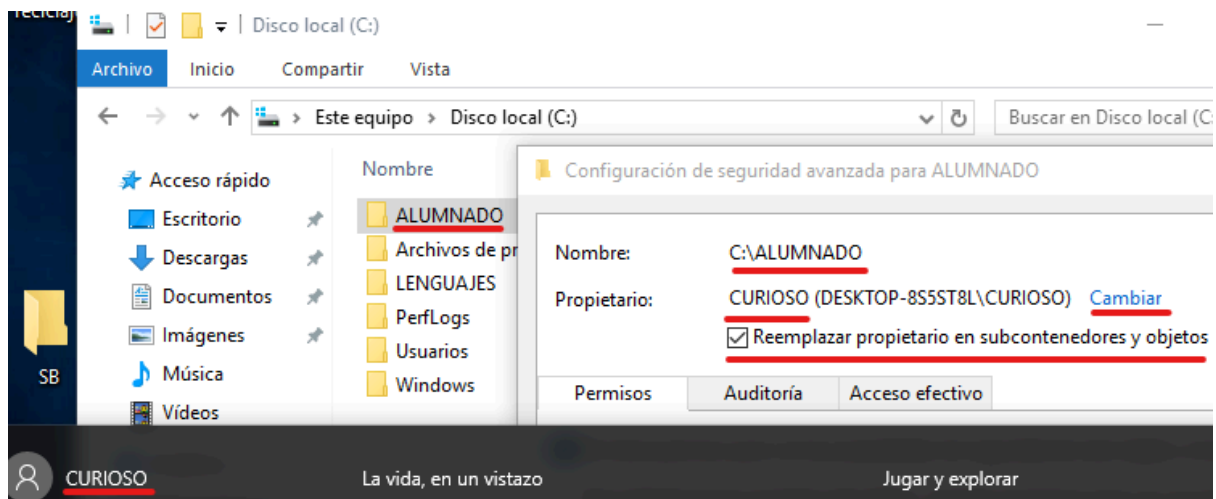 Disco local (C:)
Archivo Inicio Compartir Vista
Este equipo > Disco local (C:)
Buscar en Disco local (C:
Acceso rápido
Escritorio
Descargas
Documentos
Imágenes
Música
Vídeos
Nombre
ALUMNADO
Archivos de pr
LENGUAJES
PerfLogs
Usuarios
Windows
Configuración de seguridad avanzada para ALUMNADO
Nombre: C:\ALUMNADO
Propietario: CURIOSO (DESKTOP-8S5ST8L\CURIOSO) Cambiar
Reemplazar propietario en subcontenedores y objetos
Permisos Auditoría Acceso efectivo
SB
CURIOSO
La vida, en un vistazo
Jugar y explorar